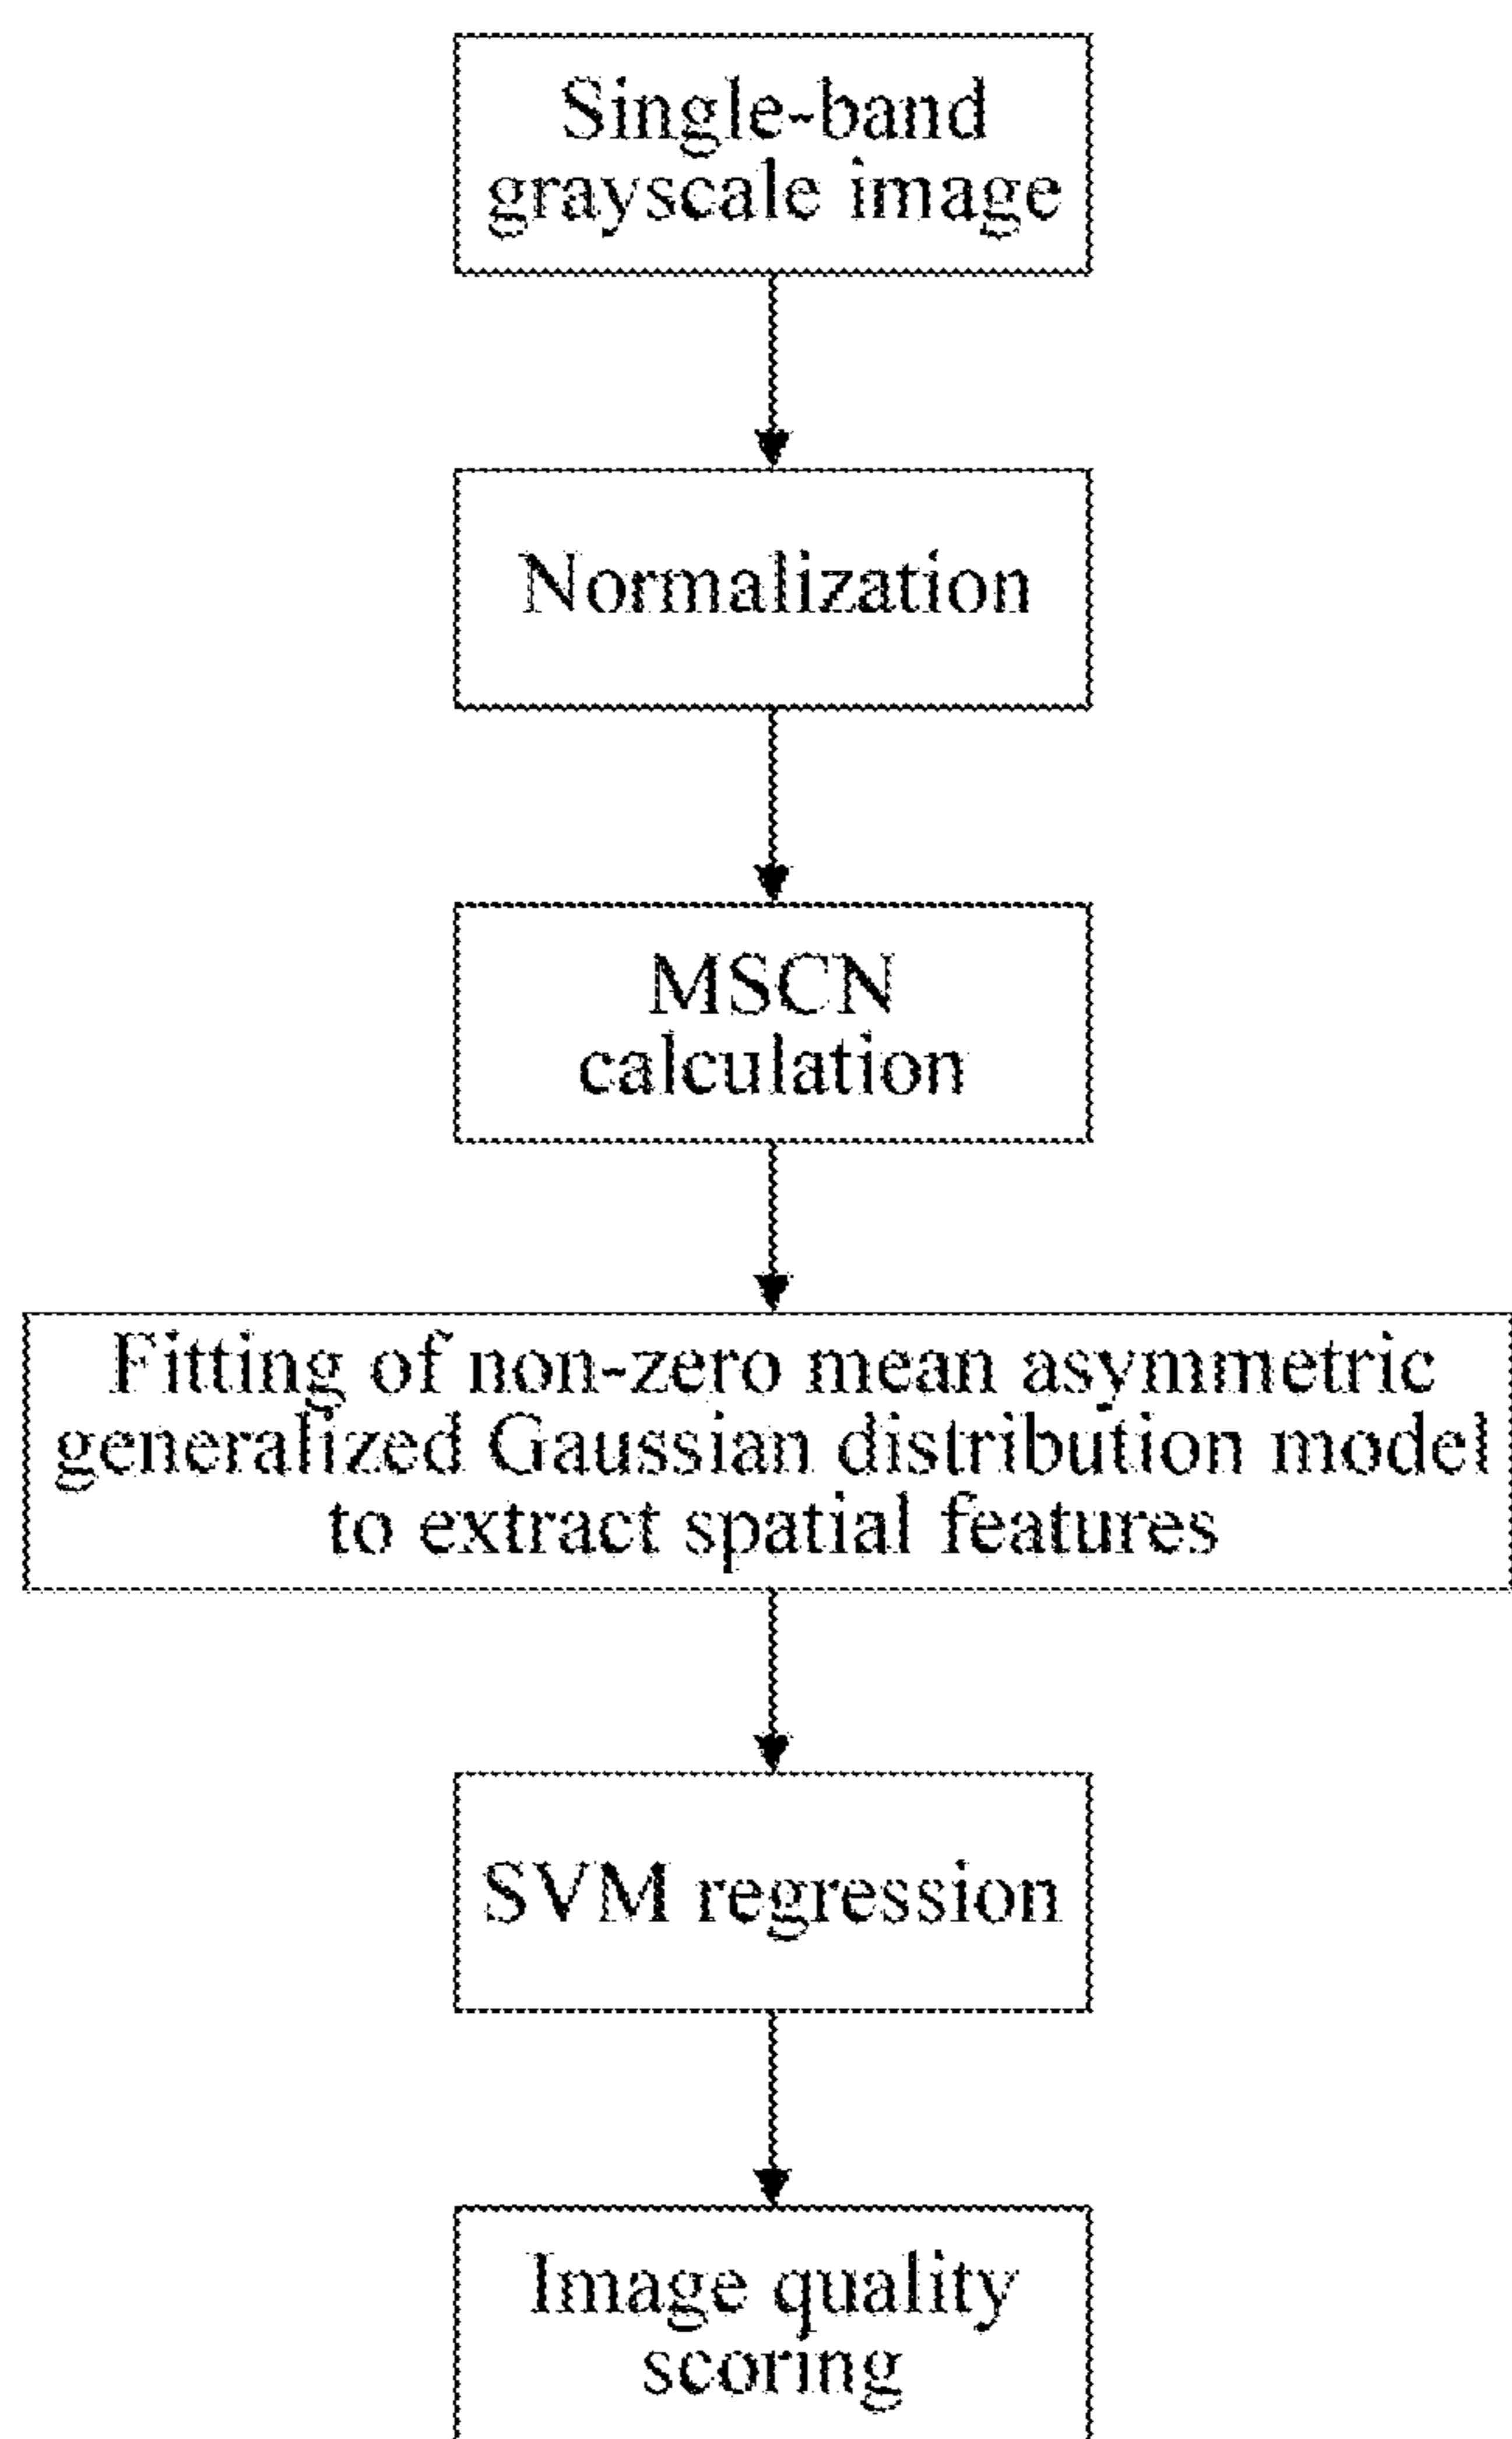 Single-band
grayscale image
Normalization
MSCN
calculation
Fitting of non-zero mean asymmetric
generalized Gaussian distribution model
to extract spatial features
SVM regression
Image quality
scoring